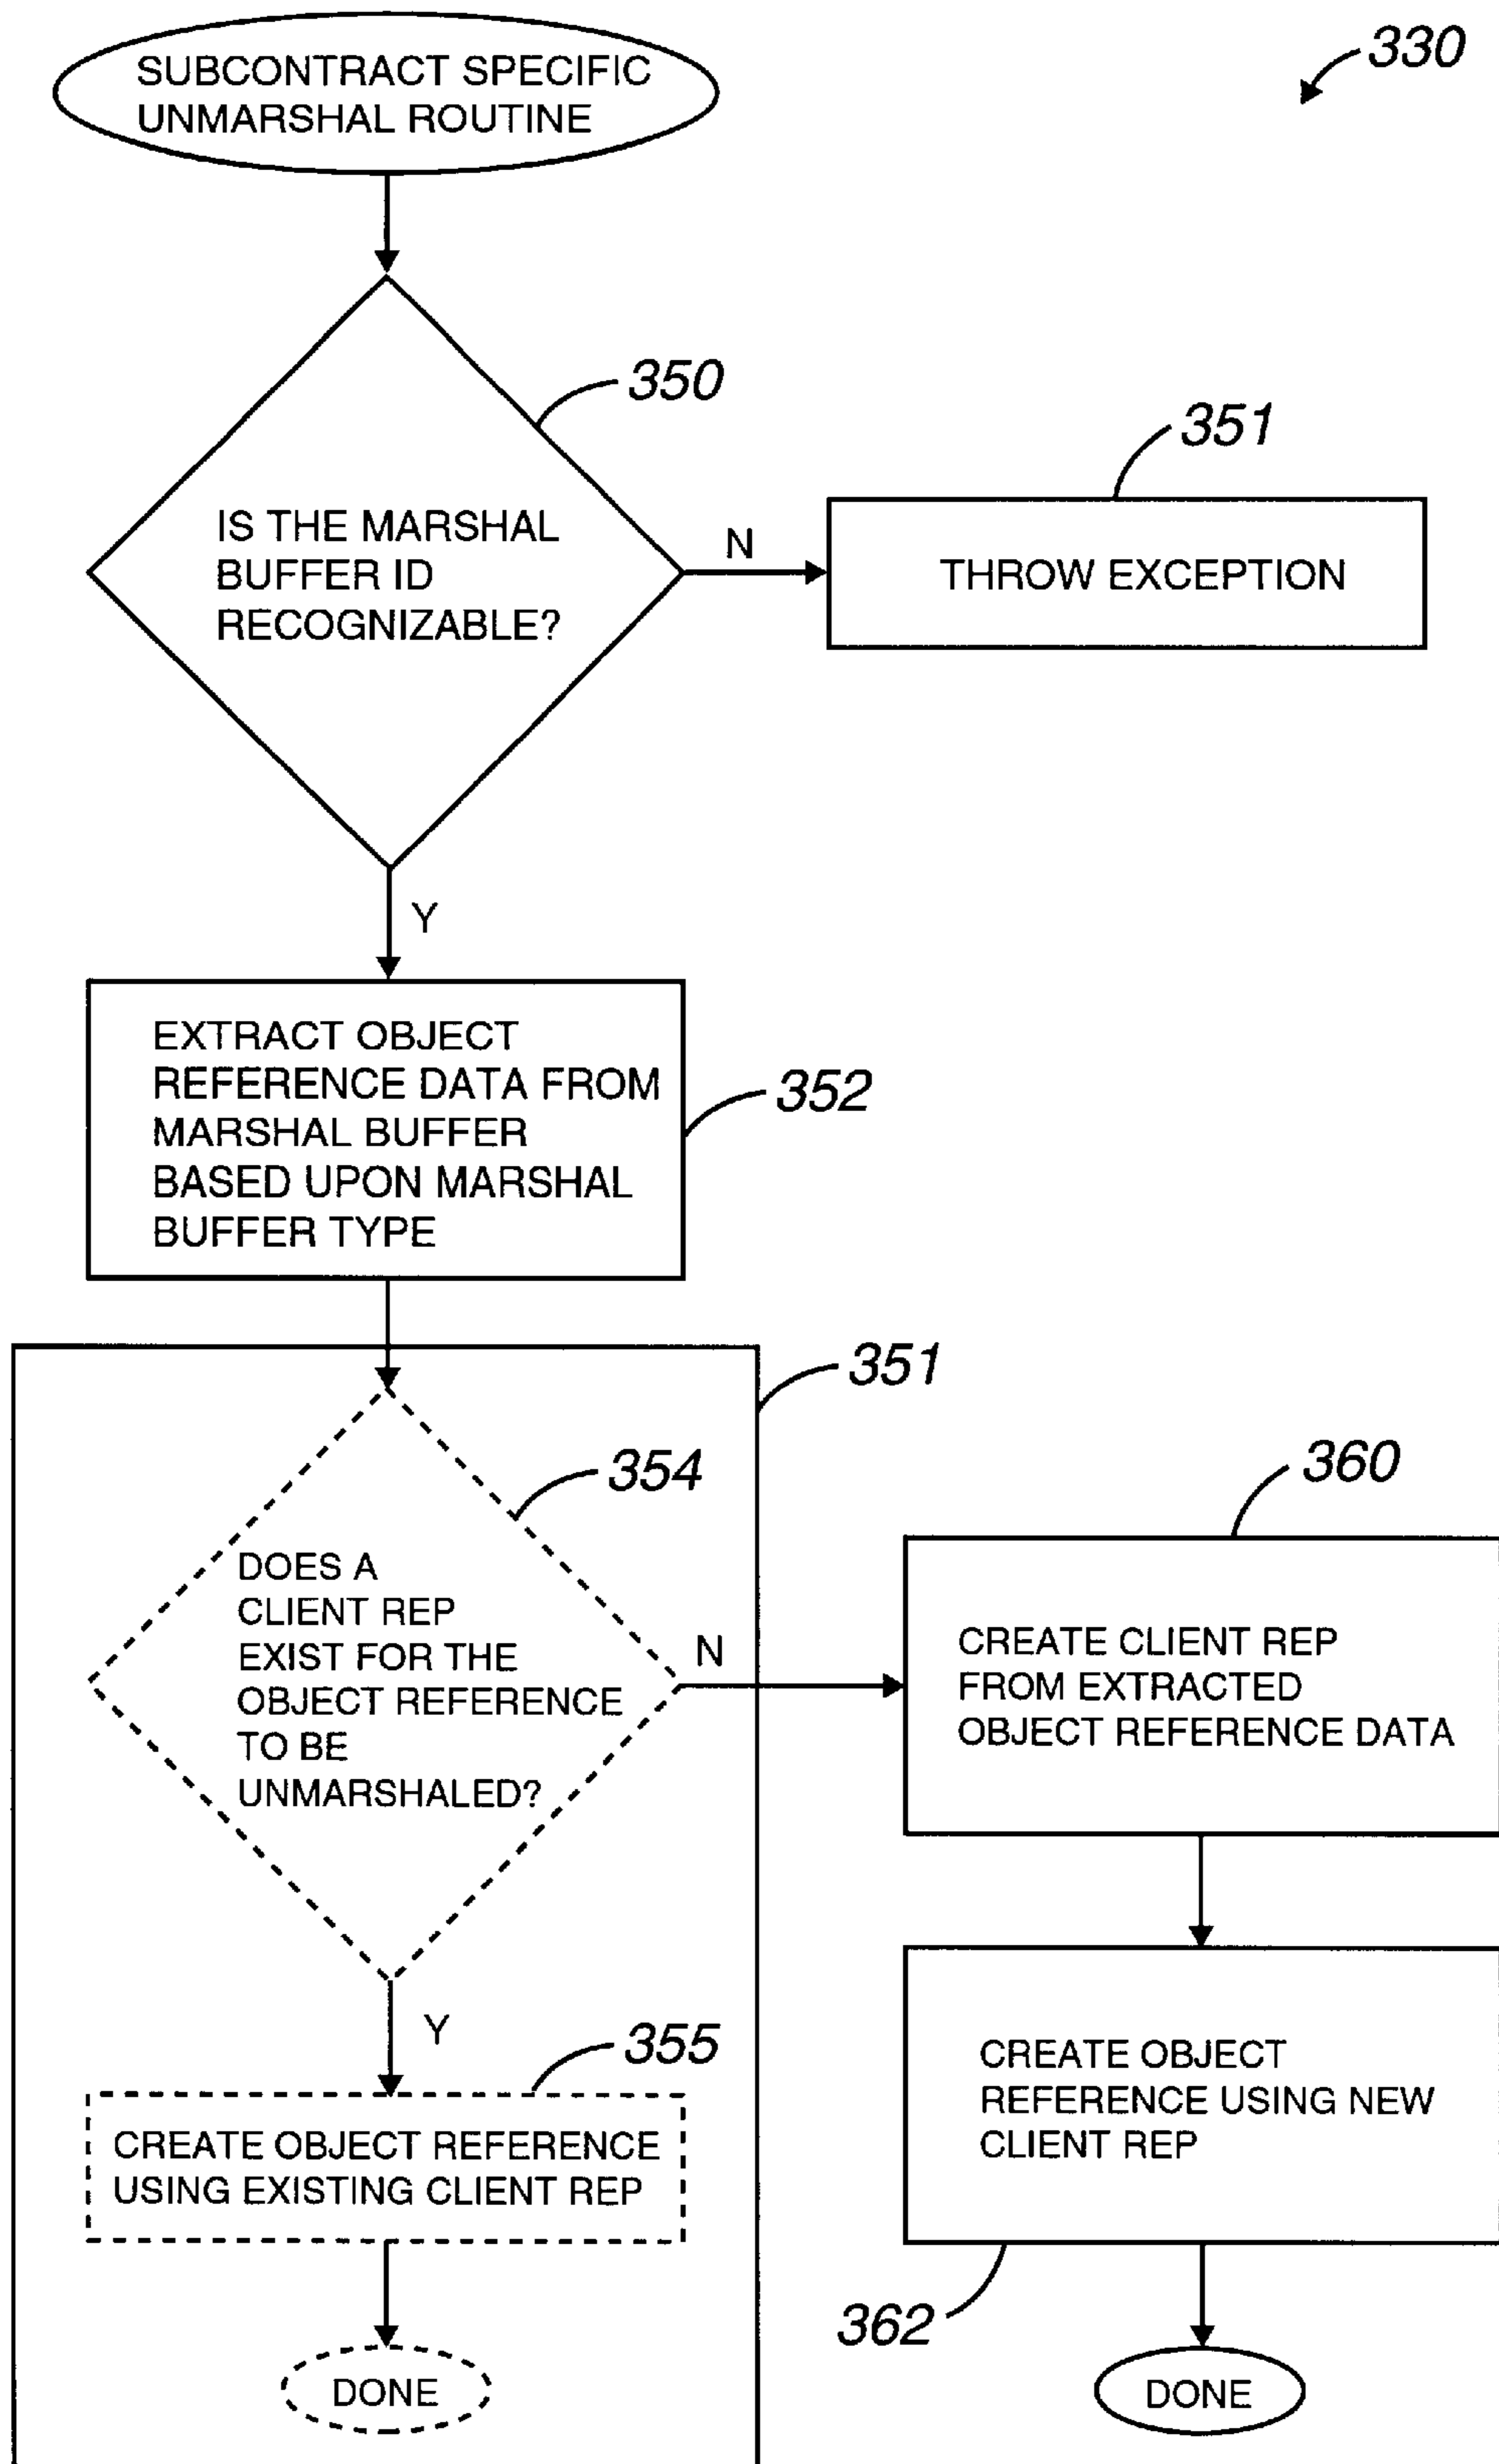 SUBCONTRACT SPECIFIC
UNMARSHAL ROUTINE
330
350
IS THE MARSHAL
BUFFER ID
RECOGNIZABLE?
N
351
THROW EXCEPTION
Y
EXTRACT OBJECT
REFERENCE DATA FROM
MARSHAL BUFFER
BASED UPON MARSHAL
BUFFER TYPE
352
351
354
DOES A
CLIENT REP
EXIST FOR THE
OBJECT REFERENCE
TO BE
UNMARSHALED?
N
360
CREATE CLIENT REP
FROM EXTRACTED
OBJECT REFERENCE DATA
Y
355
CREATE OBJECT REFERENCE
USING EXISTING CLIENT REP
DONE
CREATE OBJECT
REFERENCE USING NEW
CLIENT REP
362
DONE